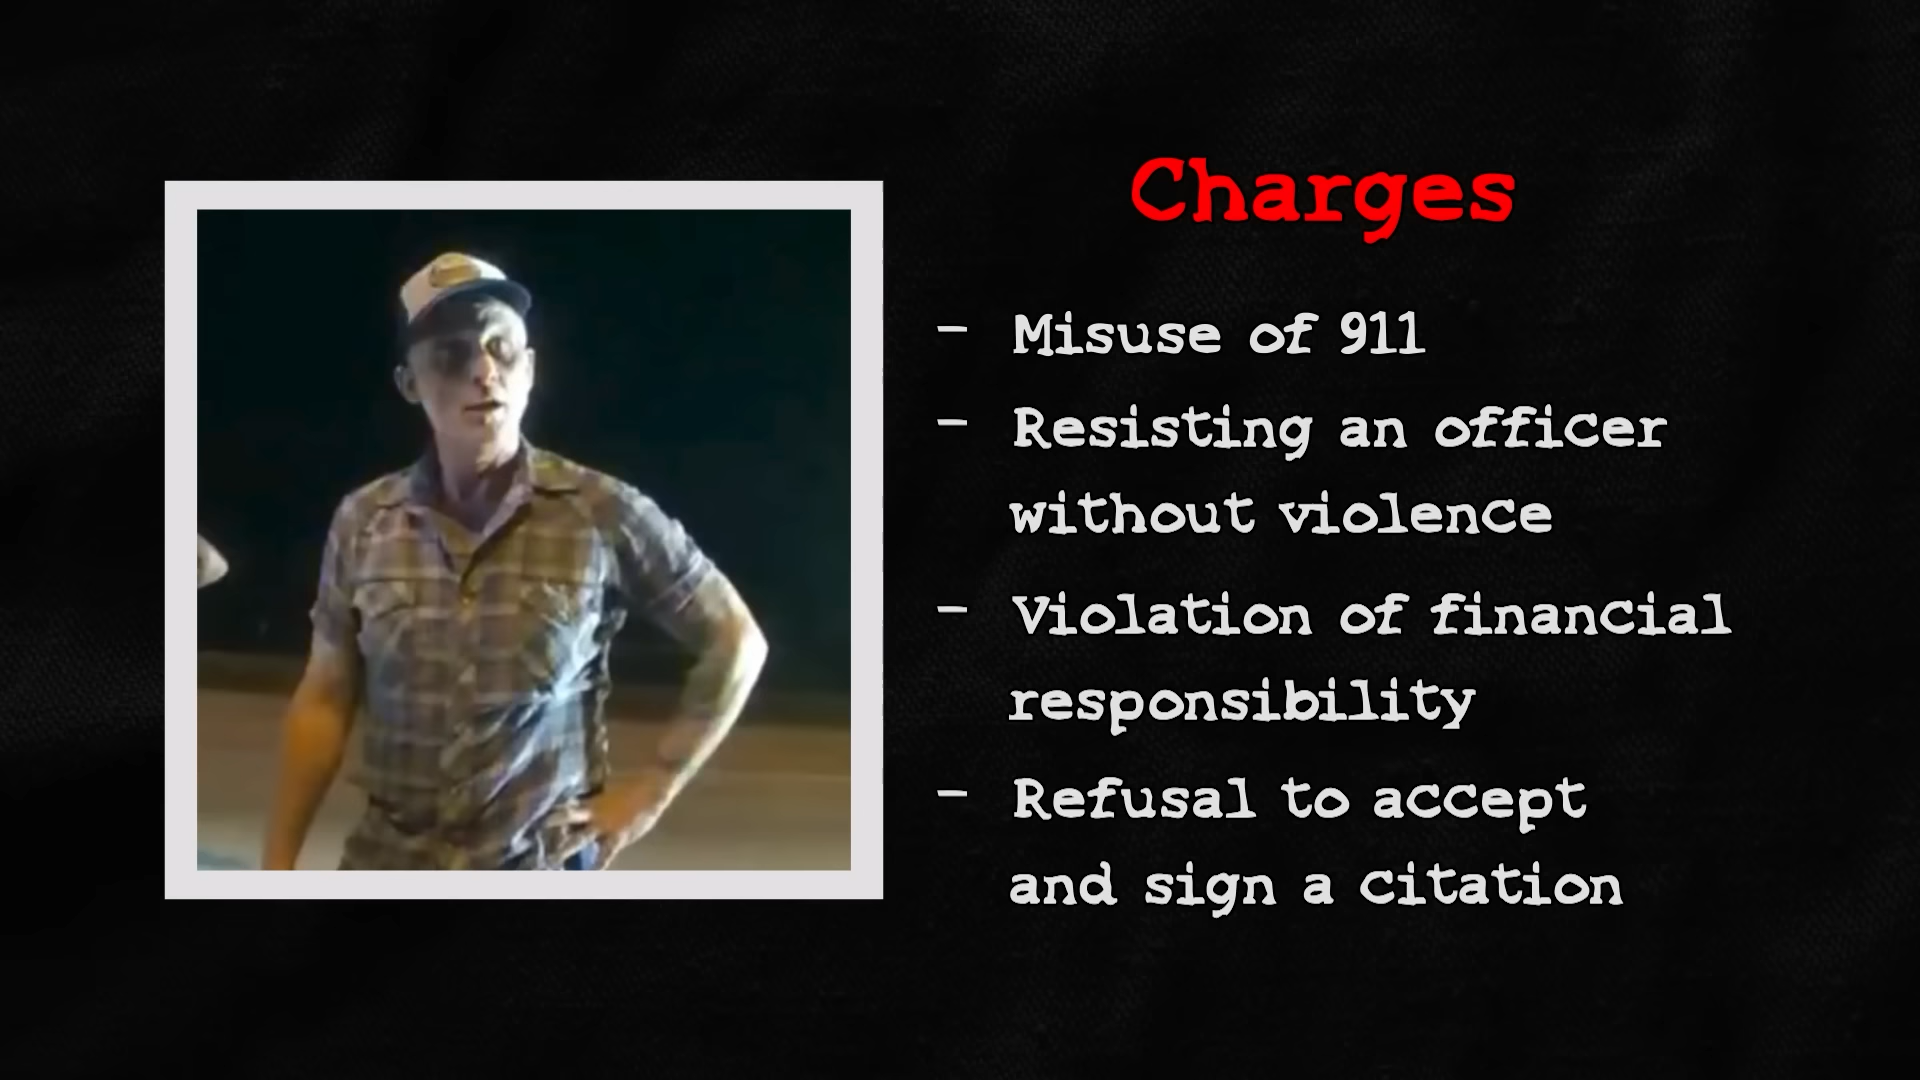 Charges
- Misuse of 911
- Resisting an officer
without violence
- Violation of financial
responsibility
- Refusal to accept
and sign a citation